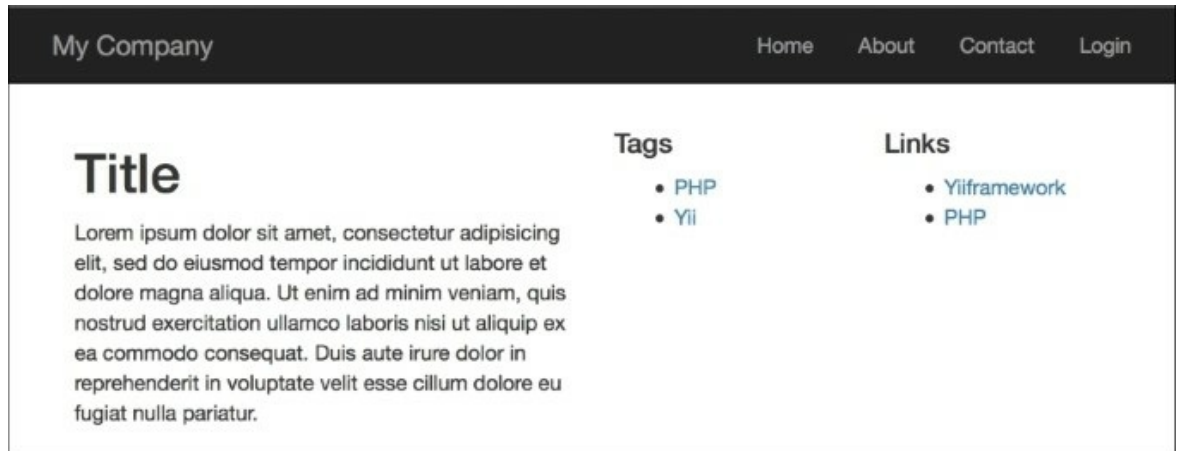 My Company
Home About Contact Login
Title
Lorem ipsum dolor sit amet, consectetur adipisicing
elit, sed do eiusmod tempor incididunt ut labore et
dolore magna aliqua. Ut enim ad minim veniam, quis
nostrud exercitation ullamco laboris nisi ut aliquip ex
ea commodo consequat. Duis aute irure dolor in
reprehenderit in voluptate velit esse cillum dolore eu
fugiat nulla pariatur.
Tags
PHP
Yii
Links
Yiiframework
PHP